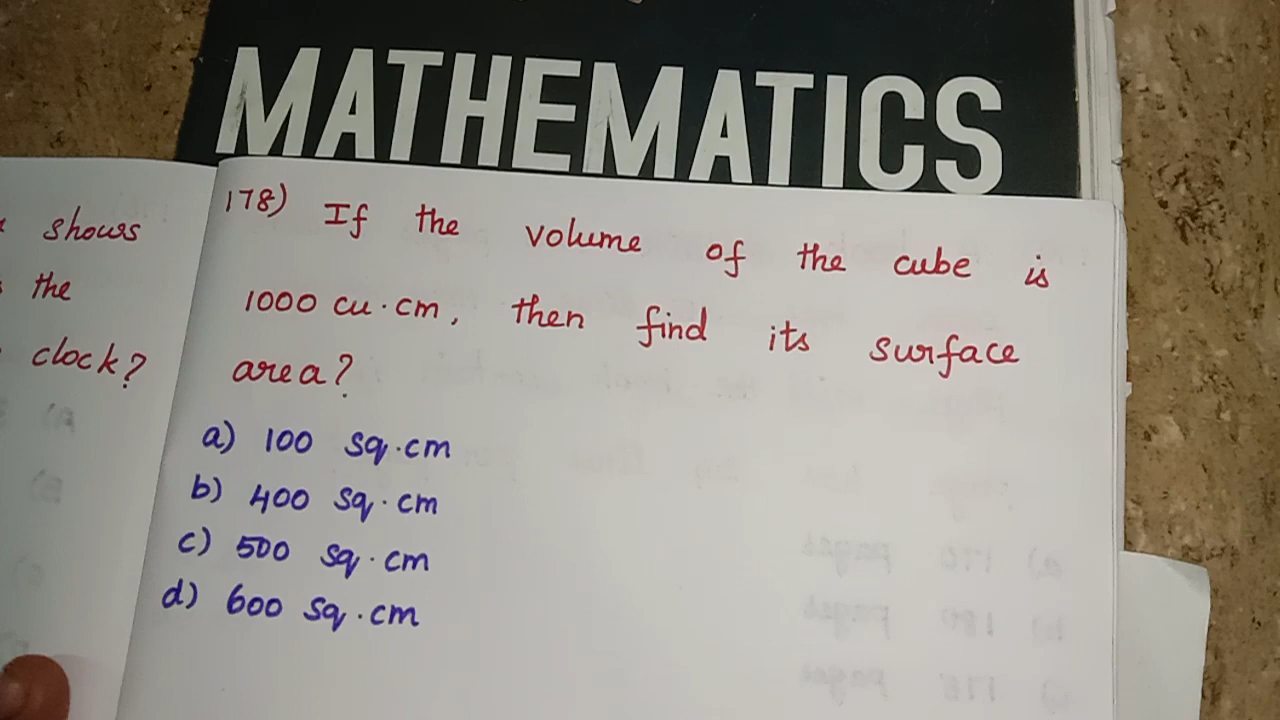 MATHEMATICS
shows
the
clock?
178) If the volume of the cube is
1000 cu.cm, then find its surface
area?
a) 100 sq.cm
b) 400 sq.cm
c) 500 sq.cm
d) 600 sq.cm